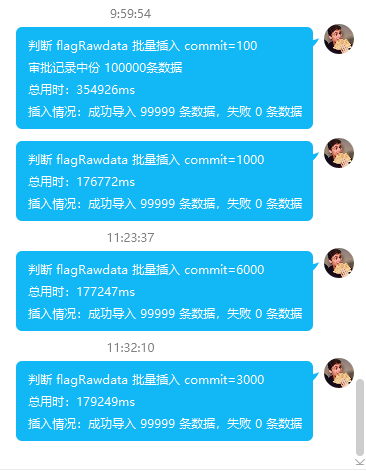 9:59:54
判断 flagRawdata 批量插入 commit=100
审批记录中份 100000条数据
总用时：354926ms
插入情况：成功导入 99999 条数据，失败 0 条数据
判断 flagRawdata 批量插入 commit=1000
总用时：176772ms
插入情况：成功导入 99999 条数据，失败 0 条数据
11:23:37
判断 flagRawdata 批量插入 commit=6000
总用时：177247ms
插入情况：成功导入 99999 条数据，失败 0 条数据
11:32:10
判断 flagRawdata 批量插入 commit=3000
总用时：179249ms
插入情况：成功导入 99999 条数据，失败 0 条数据